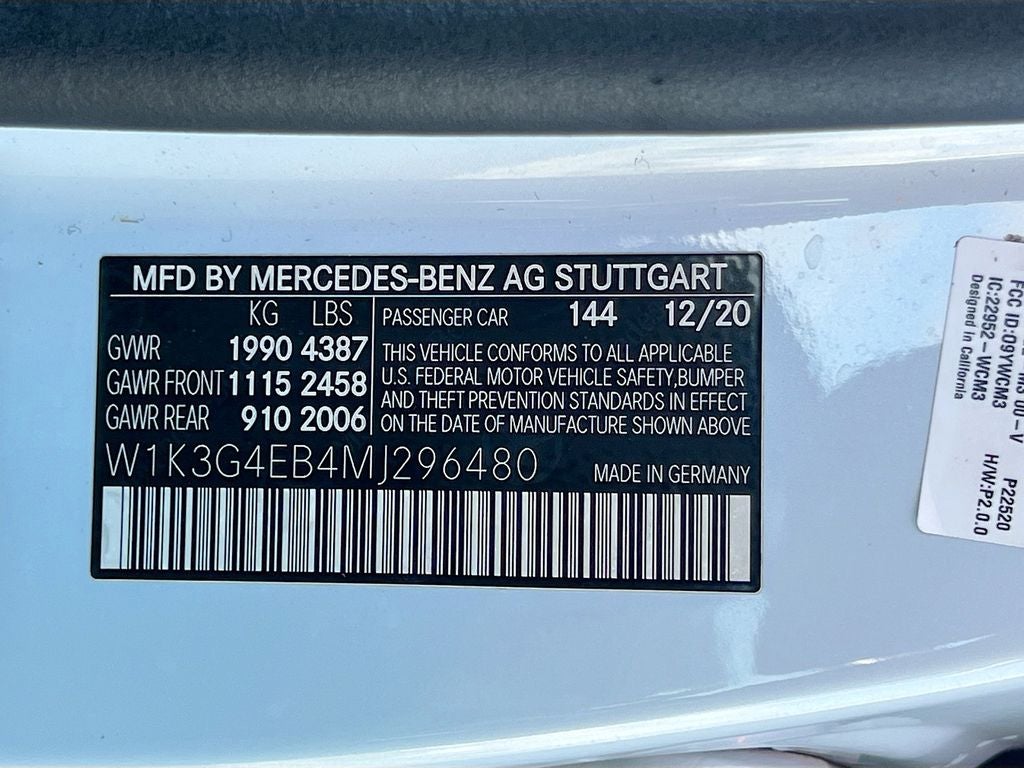 MFD BY MERCEDES-BENZ AG STUTTGART
KG LBS
GVWR 1990 4387
GAWR FRONT 1115 2458
GAWR REAR 910 2006
PASSENGER CAR 144 12/20
THIS VEHICLE CONFORMS TO ALL APPLICABLE
U.S. FEDERAL MOTOR VEHICLE SAFETY,BUMPER
AND THEFT PREVENTION STANDARDS IN EFFECT
ON THE DATE OF MANUFACTURE SHOWN ABOVE
W1K3G4EB4MJ296480 MADE IN GERMANY
P22520
FCC ID:O9YWCM3 H/W:P2.0.0
IC:22952-WCM3
Designed in California